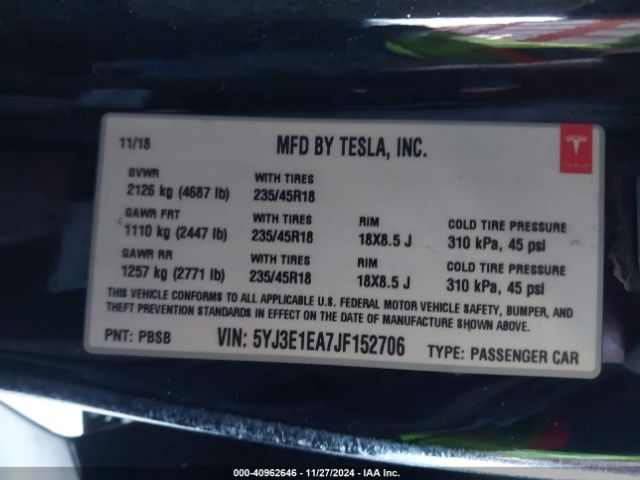 11/18
MFD BY TESLA, INC.
TESLA
GVWR WITH TIRES
2126 kg (4687 lb) 235/45R18
GAWR FRT WITH TIRES RIM COLD TIRE PRESSURE
1110 kg (2447 lb) 235/45R18 18X8.5 J 310 kPa, 45 psi
GAWR RR WITH TIRES RIM COLD TIRE PRESSURE
1257 kg (2771 lb) 235/45R18 18X8.5 J 310 kPa, 45 psi
THIS VEHICLE CONFORMS TO ALL APPLICABLE U.S. FEDERAL MOTOR VEHICLE SAFETY, BUMPER, AND
THEFT PREVENTION STANDARDS IN EFFECT ON THE DATE OF MANUFACTURE SHOWN ABOVE.
PNT: PBSB VIN: 5YJ3E1EA7JF152706 TYPE: PASSENGER CAR
000-40962646 - 11/27/2024 - IAA Inc.